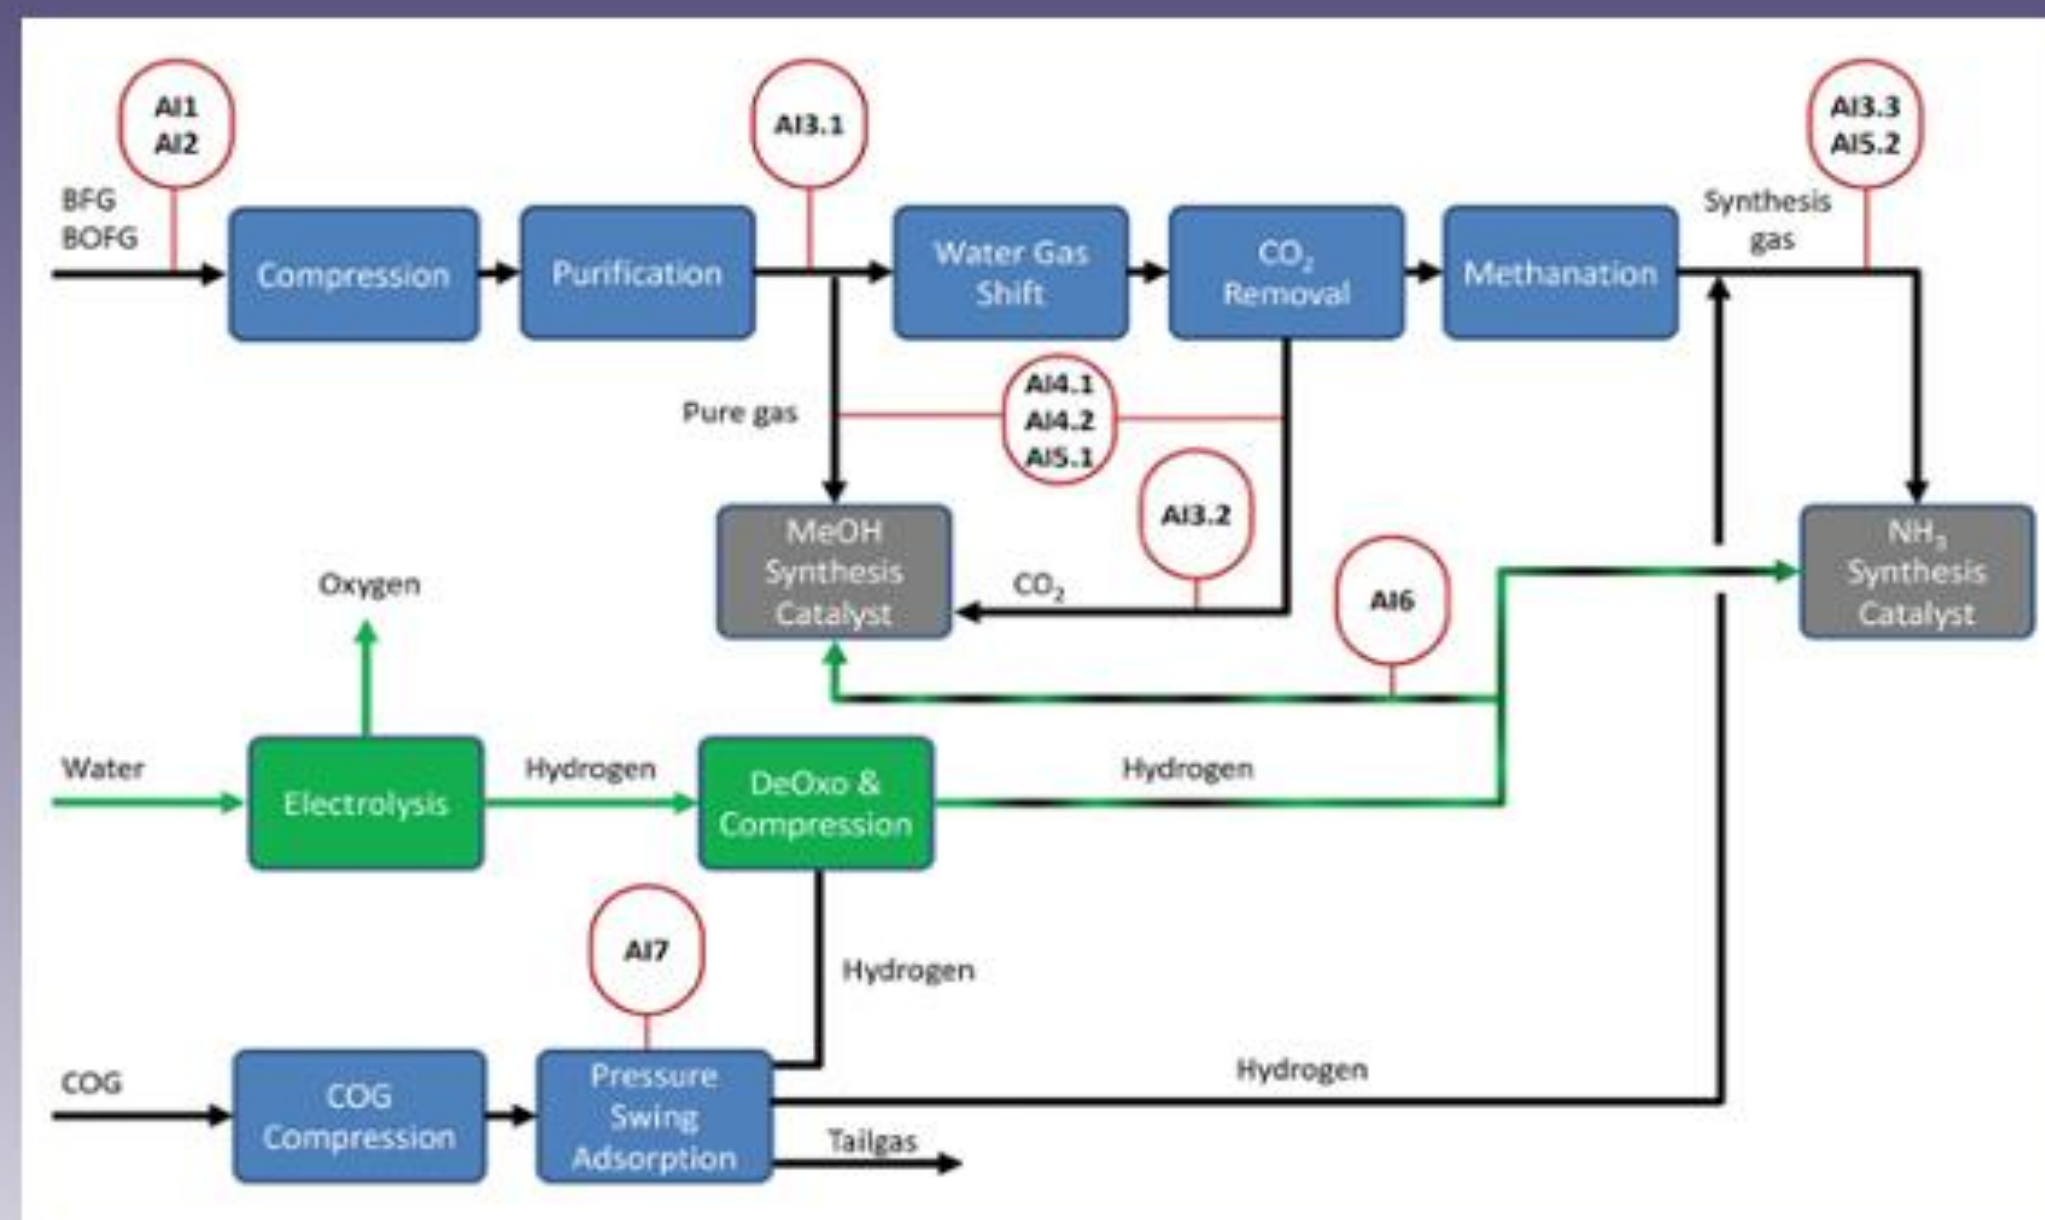 AI1
AI2
AI3.1
AI3.3
AI5.2
BFG
BOFG
Synthesis
gas
Compression
Purification
Water Gas
Shift
CO₂
Removal
Methanation
Pure gas
AI4.1
AI4.2
AI5.1
AI3.2
MeOH
Synthesis
Catalyst
CO₂
AI6
NH₃
Synthesis
Catalyst
Oxygen
Water
Electrolysis
Hydrogen
DeOxo &
Compression
Hydrogen
AI7
Hydrogen
COG
COG
Compression
Pressure
Swing
Adsorption
Hydrogen
Tailgas